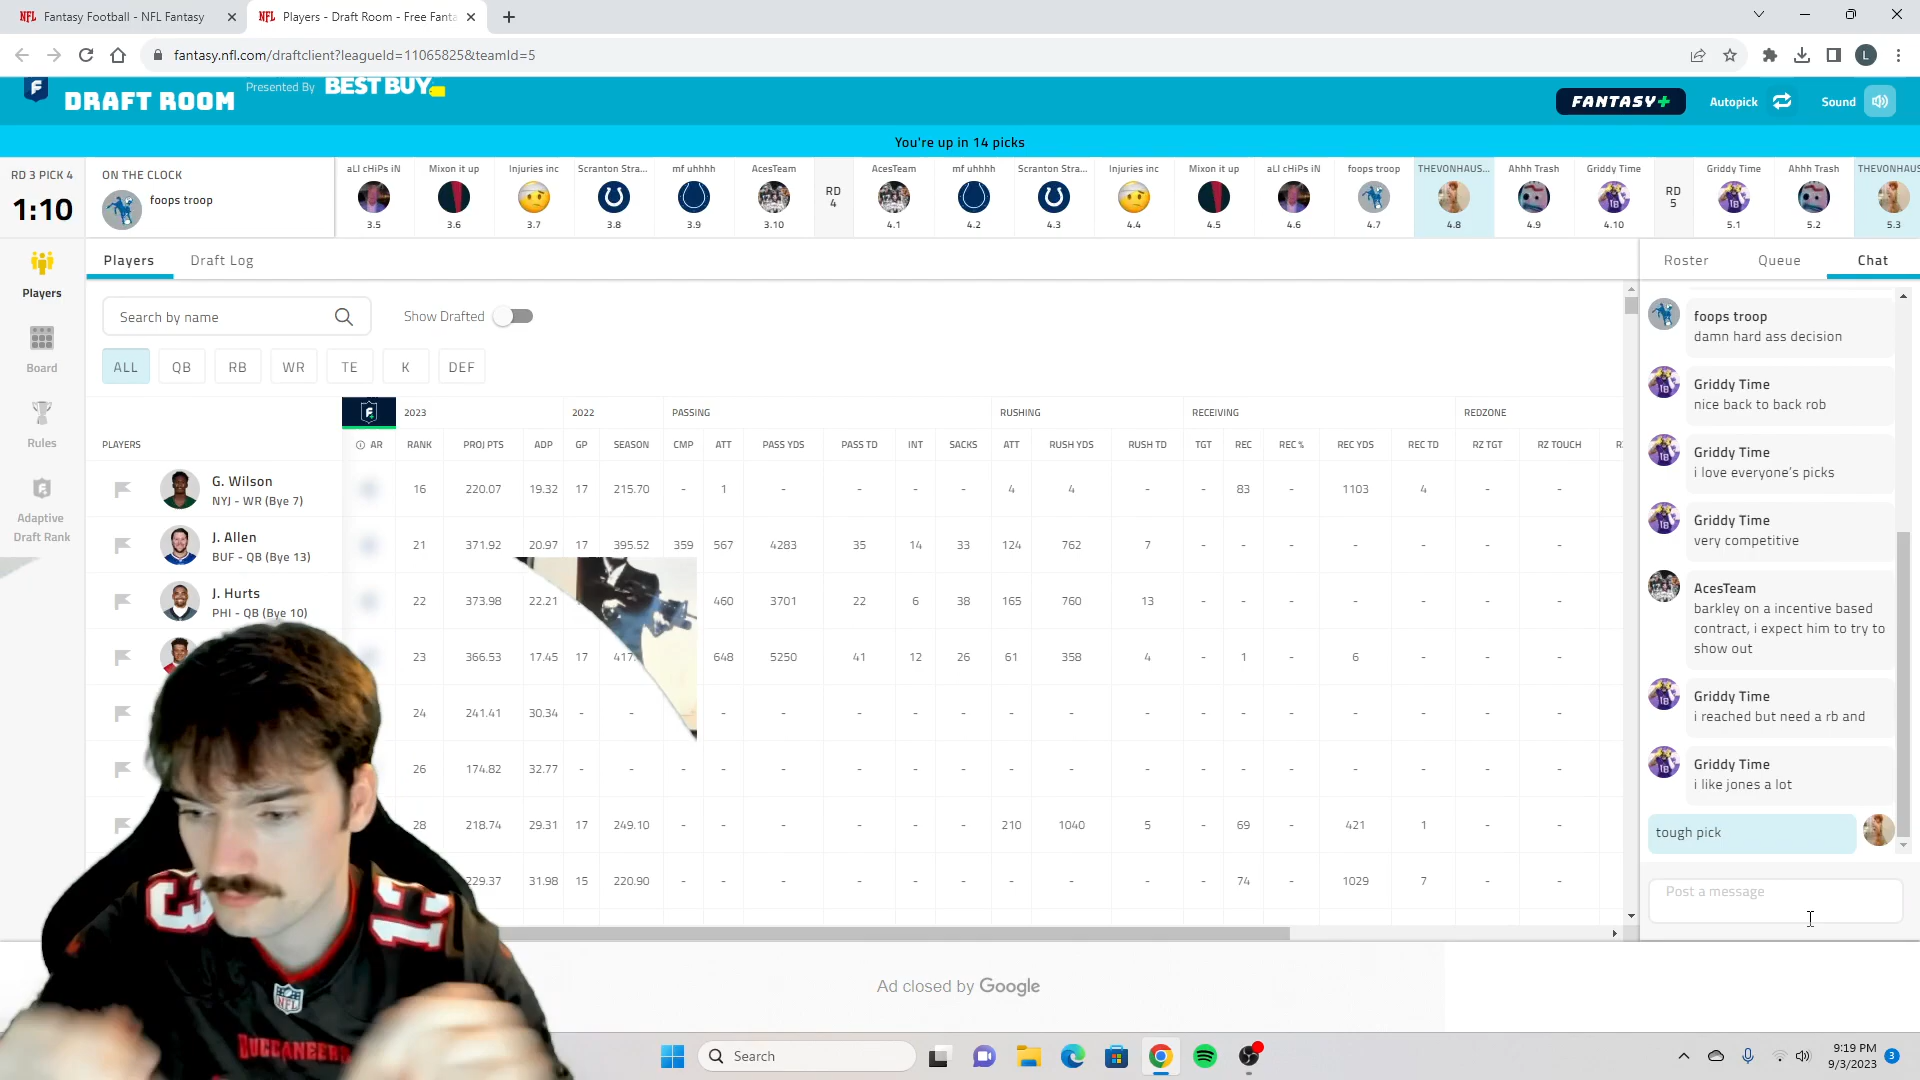 Fantasy Football - NFL Fantasy
Players - Draft Room - Free Fanta
fantasy.nfl.com/draftclient?leagueId=11065825&teamId=5
L
DRAFT ROOM Presented By BEST BUY
FANTASY+ Autopick Sound
You're up in 14 picks
RD 3 PICK 4
1:10
ON THE CLOCK
foops troop
aLl cHiPs iN Mixon it up Injuries inc Scranton Stra... mf uhhhh AcesTeam AcesTeam mf uhhhh Scranton Stra... Injuries inc Mixon it up aLl cHiPs iN foops troop THEVONHAUS... Ahhh Trash Griddy Time Griddy Time Ahhh Trash THEVONHAUS
RD 4 RD 5
3.5 3.6 3.7 3.8 3.9 3.10 4.1 4.2 4.3 4.4 4.5 4.6 4.7 4.8 4.9 4.10 5.1 5.2 5.3
Players
Board
Rules
Adaptive
Draft Rank
Players Draft Log
Search by name Show Drafted
ALL QB RB WR TE K DEF
2023 2022 PASSING RUSHING RECEIVING REDZONE
PLAYERS AR RANK PROJ PTS ADP GP SEASON CMP ATT PASS YDS PASS TD INT SACKS ATT RUSH YDS RUSH TD TGT REC REC % REC YDS REC TD RZ TGT RZ TOUCH
G. Wilson
NYJ - WR (Bye 7)
16 220.07 19.32 17 215.70 - 1 - - - - 4 4 - - 83 - 1103 4 - -
J. Allen
BUF - QB (Bye 13)
21 371.92 20.97 17 395.52 359 567 4283 35 14 33 124 762 7 - - - - - - -
J. Hurts
PHI - QB (Bye 10)
22 373.98 22.21 460 3701 22 6 38 165 760 13 - - - - - - -
23 366.53 17.45 17 417. 648 5250 41 12 26 61 358 4 - 1 - 6 - - -
24 241.41 30.34 - - - - - - - - - - - - - - - - - -
26 174.82 32.77 - - - - - - - - - - - - - - - - - - -
28 218.74 29.31 17 249.10 - - - - - - 210 1040 5 - 69 - 421 1 - -
229.37 31.98 15 220.90 - - - - - - - - - - 74 - 1029 7 - -
Roster Queue Chat
foops troop
damn hard ass decision
Griddy Time
nice back to back rob
Griddy Time
i love everyone's picks
Griddy Time
very competitive
AcesTeam
barkley on a incentive based
contract, i expect him to try to
show out
Griddy Time
i reached but need a rb and
Griddy Time
i like jones a lot
tough pick
Post a message
Ad closed by Google
NFL
BUCCANEERS
Search
9:19 PM
9/3/2023
3